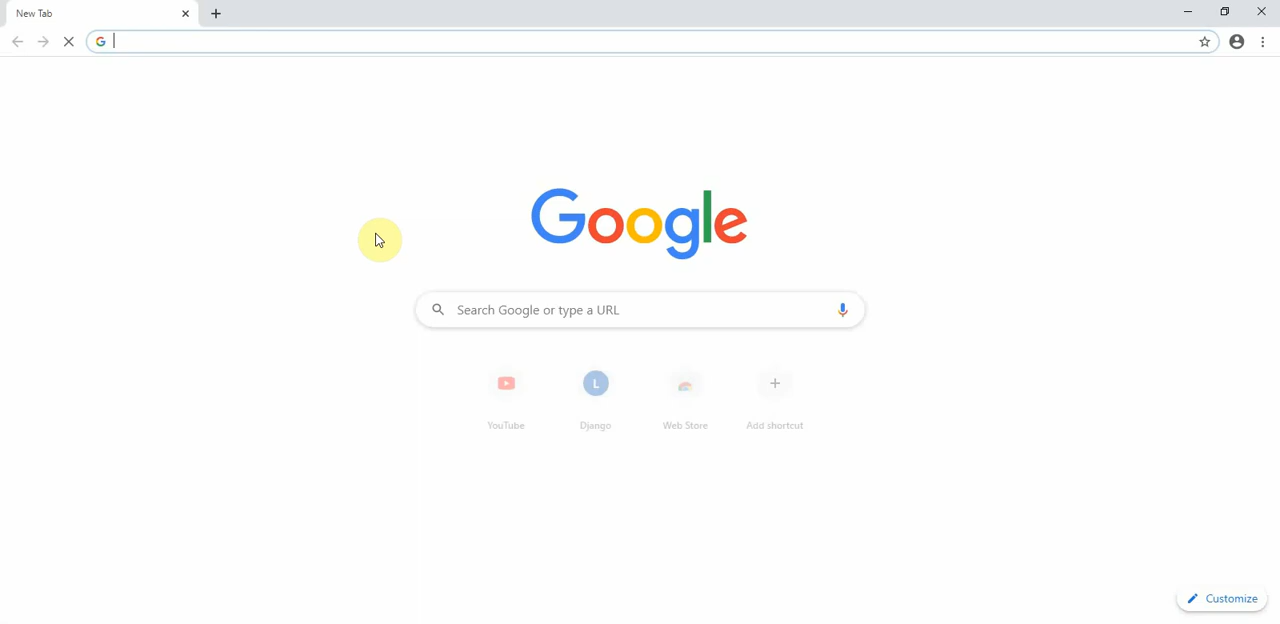 New Tab
Google
Search Google or type a URL
L
YouTube
Django
Web Store
Add shortcut
Customize